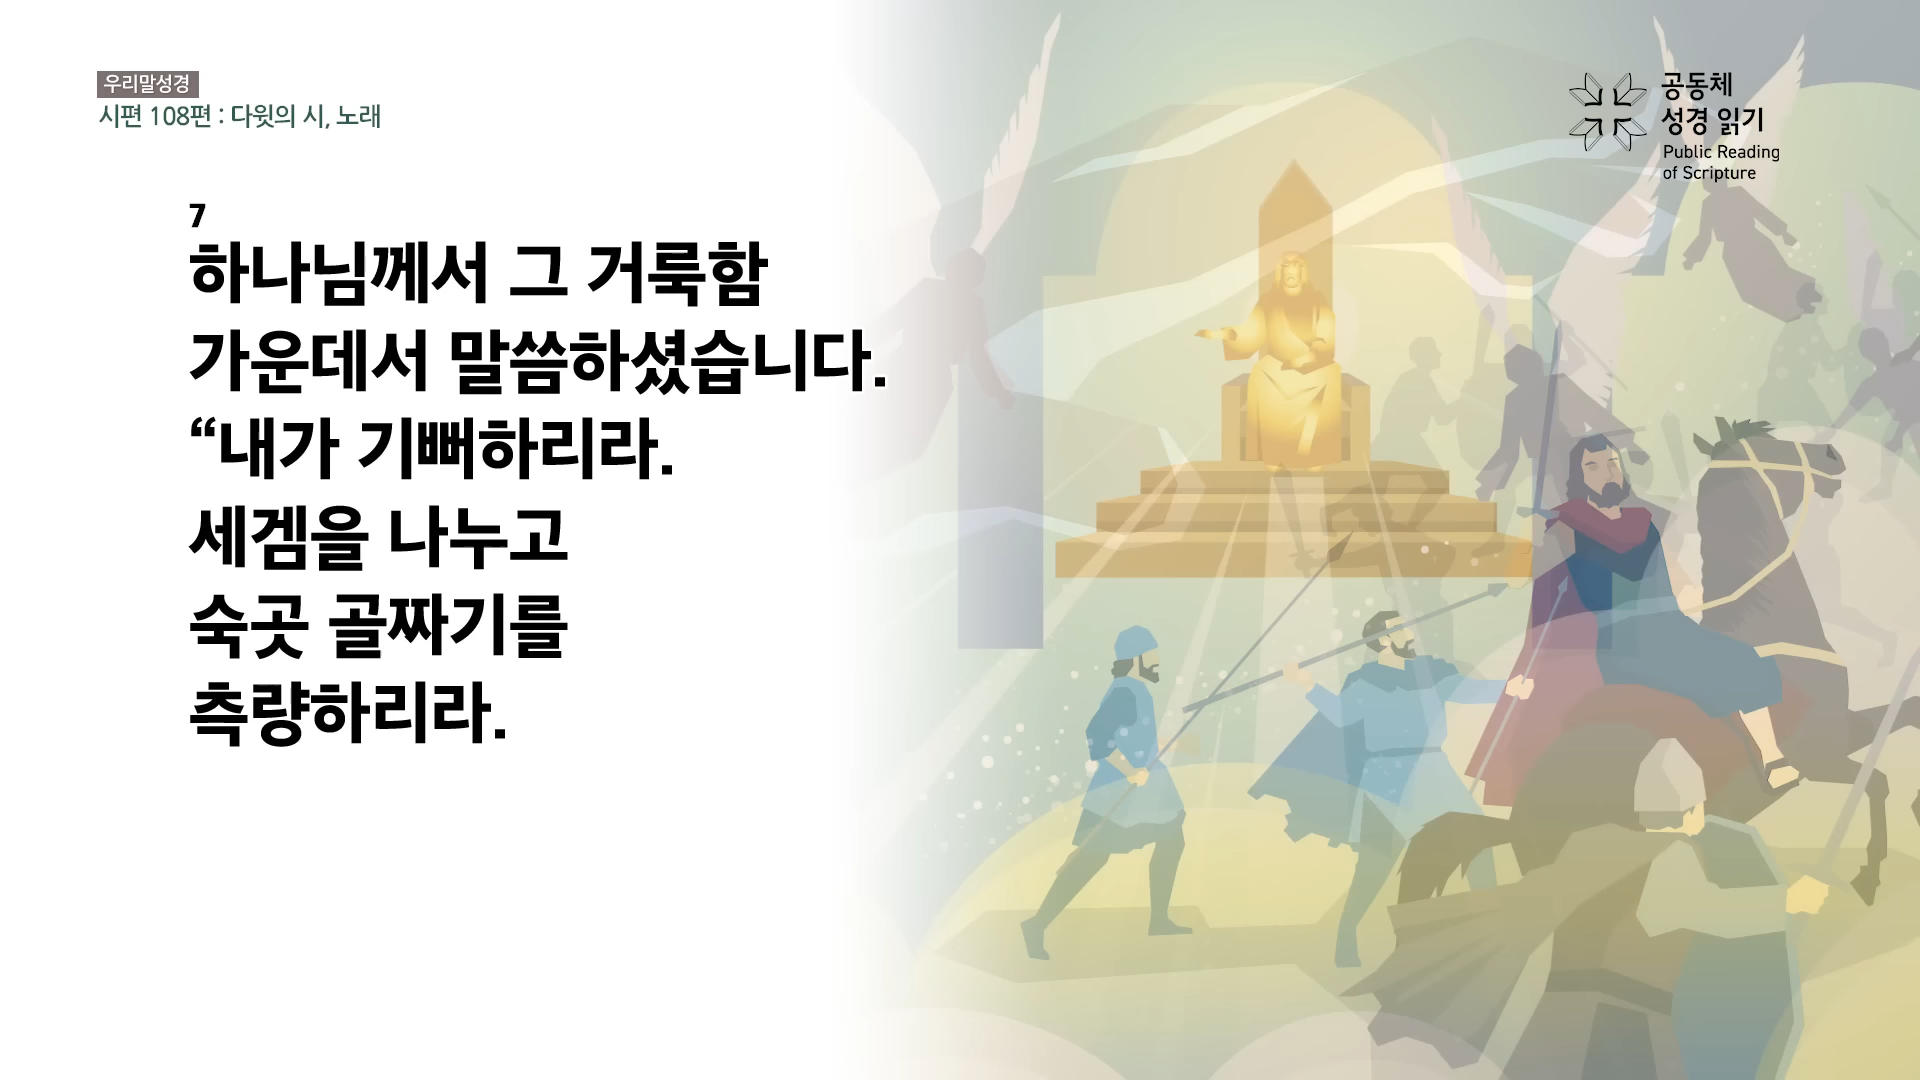 우리말성경
시편 108편 : 다윗의 시, 노래
공동체
성경 읽기
Public Reading
of Scripture
7
하나님께서 그 거룩함
가운데서 말씀하셨습니다.
“내가 기뻐하리라.
세겜을 나누고
숙곳 골짜기를
측량하리라.